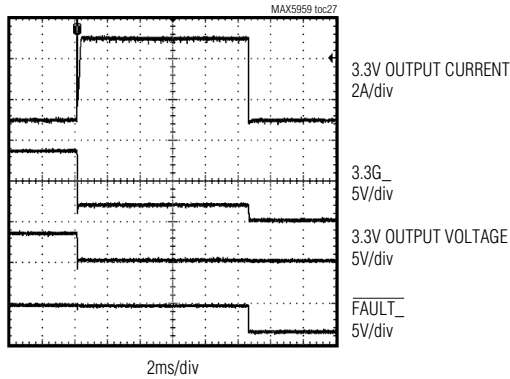 MAX5959 toc27
3.3V OUTPUT CURRENT
2A/div
3.3G_
5V/div
3.3V OUTPUT VOLTAGE
5V/div
FAULT_
5V/div
2ms/div